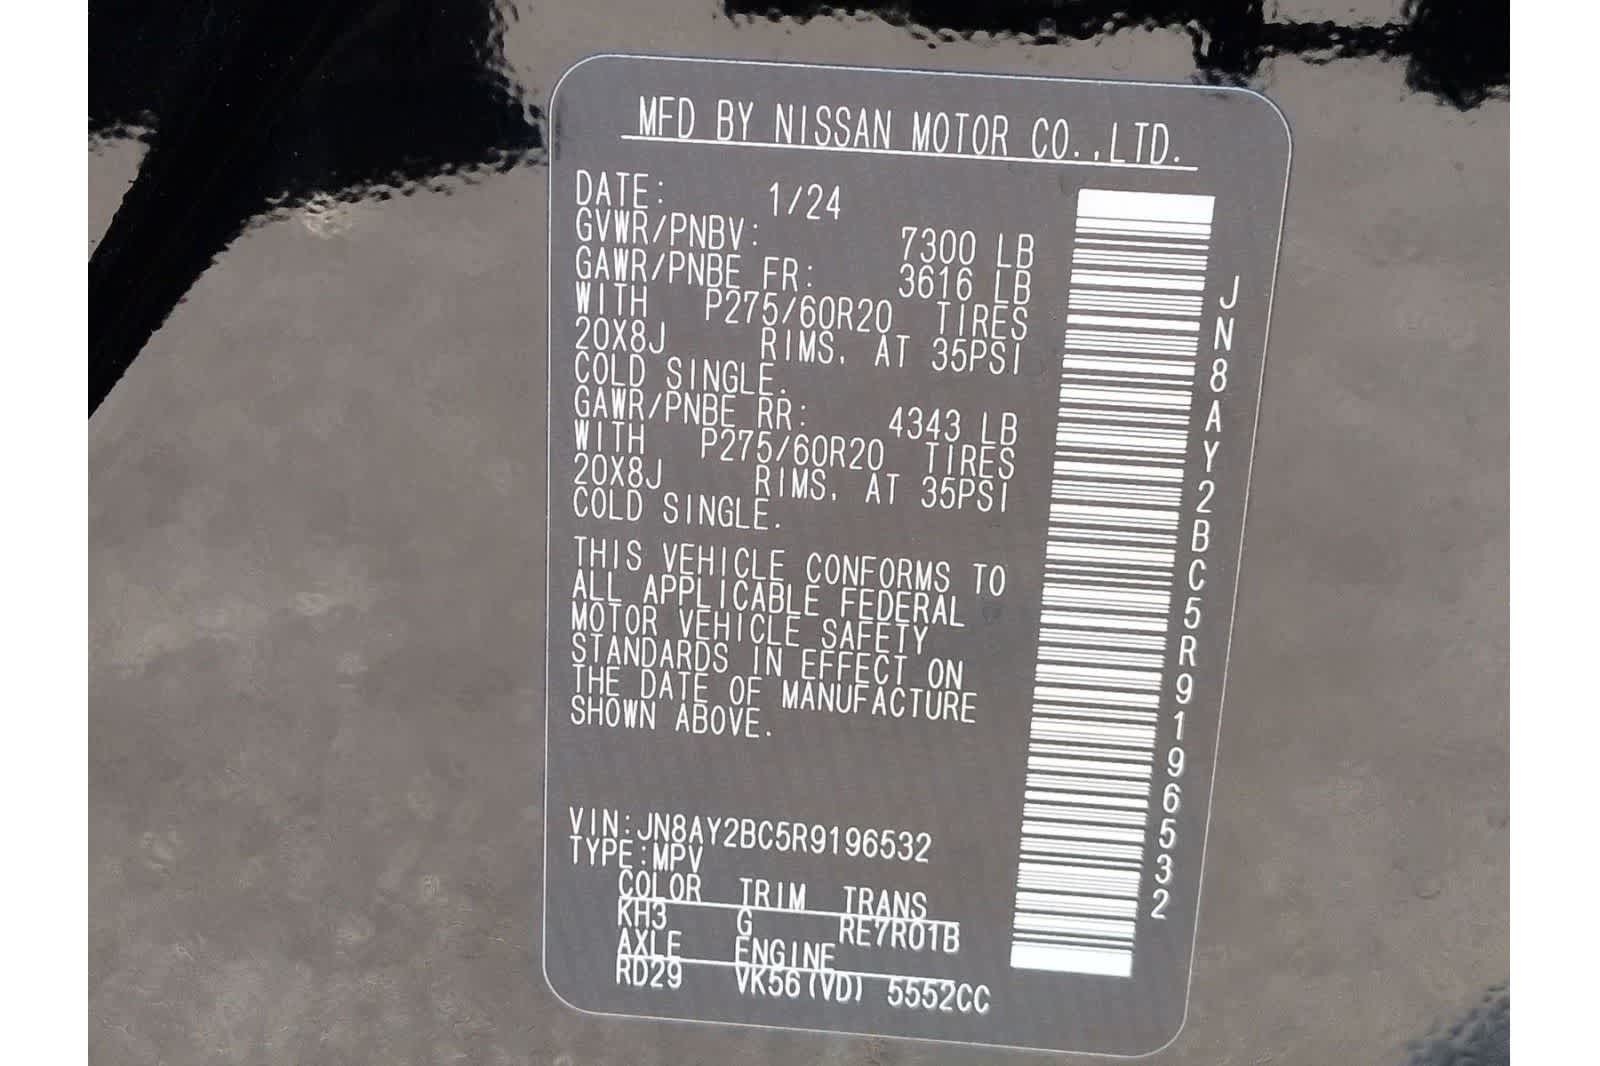 MFD BY NISSAN MOTOR CO.,LTD.
DATE: 1/24
GVWR/PNBV: 7300 LB
GAWR/PNBE FR: 3616 LB
WITH P275/60R20 TIRES
20X8J RIMS, AT 35PSI
COLD SINGLE.
GAWR/PNBE RR: 4343 LB
WITH P275/60R20 TIRES
20X8J RIMS, AT 35PSI
COLD SINGLE.
THIS VEHICLE CONFORMS TO
ALL APPLICABLE FEDERAL
MOTOR VEHICLE SAFETY
STANDARDS IN EFFECT ON
THE DATE OF MANUFACTURE
SHOWN ABOVE.
VIN:JN8AY2BC5R9196532
TYPE:MPV
COLOR TRIM TRANS
KH3 G RE7R01B
AXLE ENGINE
RD29 VK56(VD) 5552CC
JN8AY2BC5R9196532